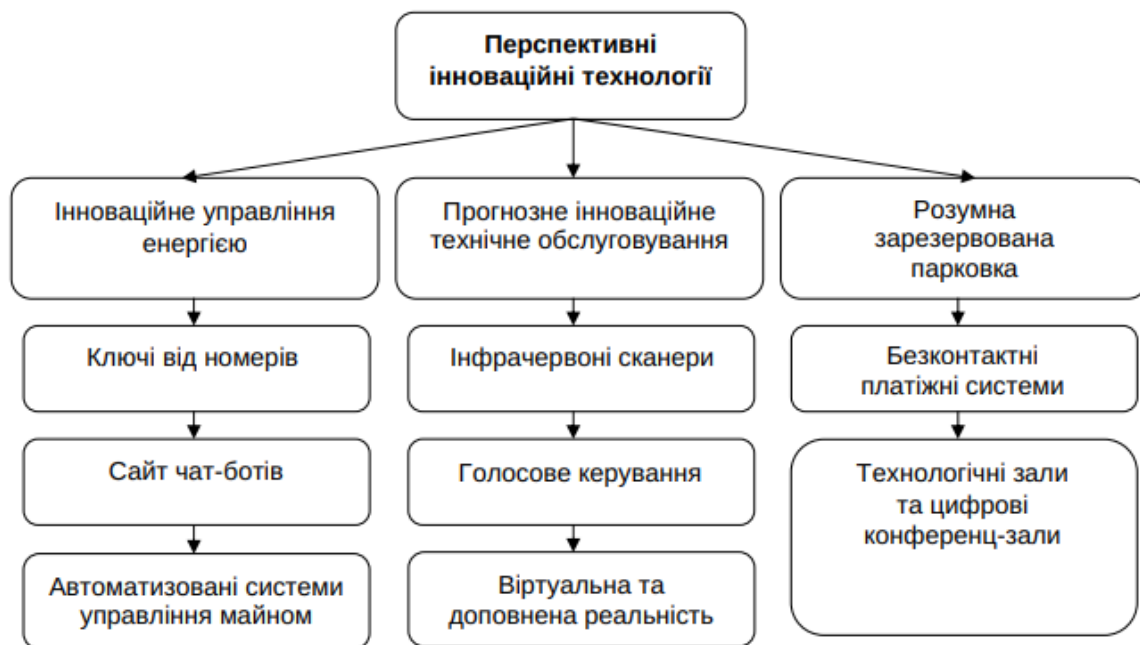 Перспективні
інноваційні технології
Інноваційне управління
енергією
Прогнозне інноваційне
технічне обслуговування
Розумна
зарезервована
парковка
Ключі від номерів
Інфрачервоні сканери
Безконтактні
платіжні системи
Сайт чат-ботів
Голосове керування
Технологічні зали
та цифрові
конференц-зали
Автоматизовані системи
управління майном
Віртуальна та
доповнена реальність